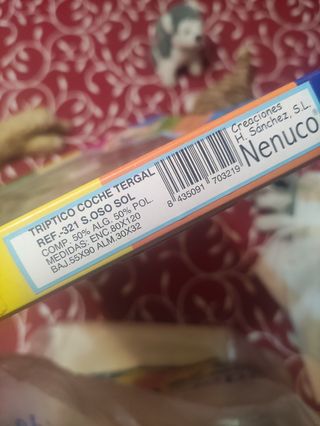 TRIPTICO COCHE TERGAL
REF.-321 S.OSO SOL
COMP. 50% ALG. 50% POL.
MEDIDAS: ENC.80X120
BAJ.55X90 ALM.30X32
8 435091 703219
Creaciones
H. Sánchez, S.L.
Nenuco